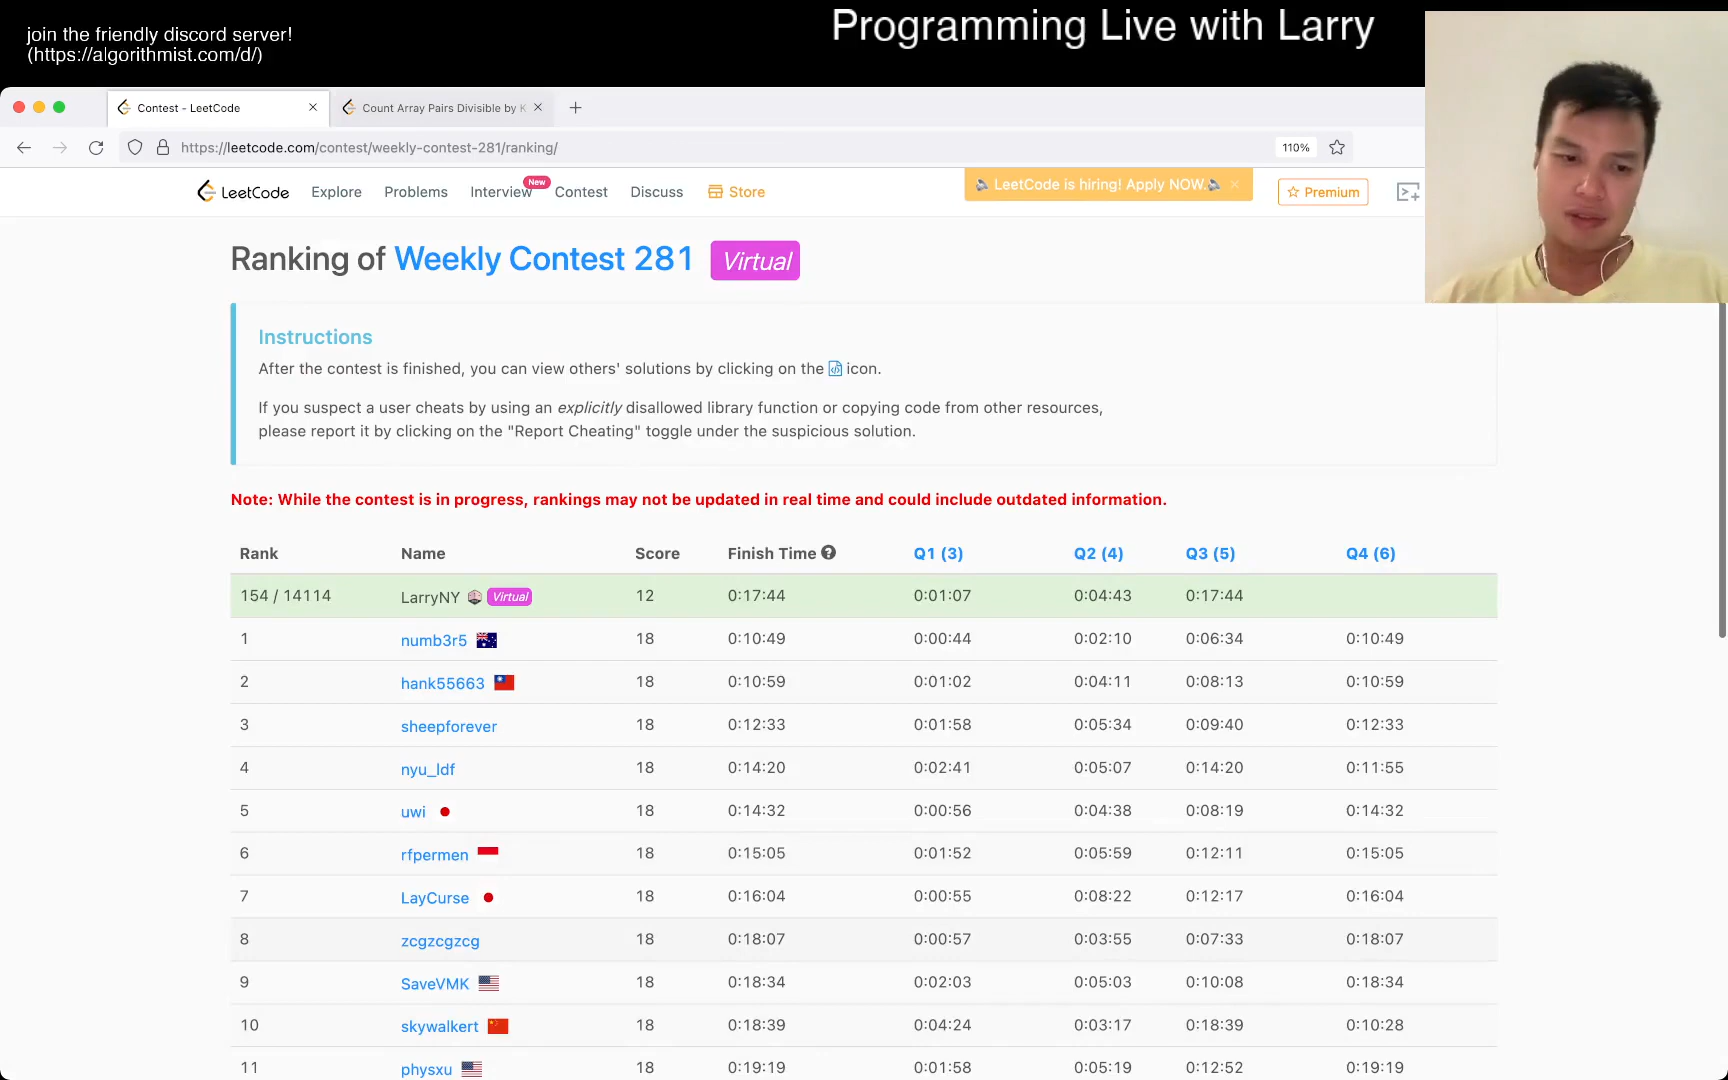 join the friendly discord server!
(https://algorithmist.com/d/)
Programming Live with Larry
Contest - LeetCode
Count Array Pairs Divisible by K
https://leetcode.com/contest/weekly-contest-281/ranking/
110%
LeetCode
Explore
Problems
Interview
New
Contest
Discuss
Store
LeetCode is hiring! Apply NOW.
Premium
Ranking of Weekly Contest 281 Virtual
Instructions
After the contest is finished, you can view others' solutions by clicking on the icon.
If you suspect a user cheats by using an explicitly disallowed library function or copying code from other resources,
please report it by clicking on the "Report Cheating" toggle under the suspicious solution.
Note: While the contest is in progress, rankings may not be updated in real time and could include outdated information.
Rank Name Score Finish Time Q1 (3) Q2 (4) Q3 (5) Q4 (6)
154 / 14114 LarryNY Virtual 12 0:17:44 0:01:07 0:04:43 0:17:44
1 numb3r5 18 0:10:49 0:00:44 0:02:10 0:06:34 0:10:49
2 hank55663 18 0:10:59 0:01:02 0:04:11 0:08:13 0:10:59
3 sheepforever 18 0:12:33 0:01:58 0:05:34 0:09:40 0:12:33
4 nyu_ldf 18 0:14:20 0:02:41 0:05:07 0:14:20 0:11:55
5 uwi 18 0:14:32 0:00:56 0:04:38 0:08:19 0:14:32
6 rfpermen 18 0:15:05 0:01:52 0:05:59 0:12:11 0:15:05
7 LayCurse 18 0:16:04 0:00:55 0:08:22 0:12:17 0:16:04
8 zcgzcgzcg 18 0:18:07 0:00:57 0:03:55 0:07:33 0:18:07
9 SaveVMK 18 0:18:34 0:02:03 0:05:03 0:10:08 0:18:34
10 skywalkert 18 0:18:39 0:04:24 0:03:17 0:18:39 0:10:28
11 physxu 18 0:19:19 0:01:58 0:05:19 0:12:52 0:19:19